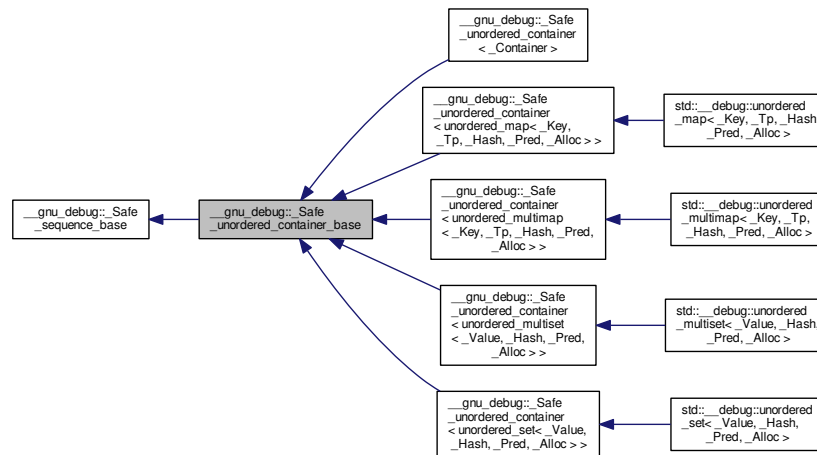 __gnu_debug::_Safe
_unordered_container
< _Container >
__gnu_debug::_Safe
_unordered_container
< unordered_map< _Key,
_Tp, _Hash, _Pred, _Alloc > >
std::__debug::unordered
_map< _Key, _Tp, _Hash,
_Pred, _Alloc >
__gnu_debug::_Safe
_sequence_base
__gnu_debug::_Safe
_unordered_container_base
__gnu_debug::_Safe
_unordered_container
< unordered_multimap
< _Key, _Tp, _Hash, _Pred,
_Alloc > >
std::__debug::unordered
_multimap< _Key, _Tp,
_Hash, _Pred, _Alloc >
__gnu_debug::_Safe
_unordered_container
< unordered_multiset
< _Value, _Hash, _Pred,
_Alloc > >
std::__debug::unordered
_multiset< _Value, _Hash,
_Pred, _Alloc >
__gnu_debug::_Safe
_unordered_container
< unordered_set< _Value,
_Hash, _Pred, _Alloc > >
std::__debug::unordered
_set< _Value, _Hash,
_Pred, _Alloc >